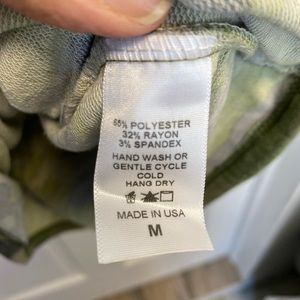 65% POLYESTER
32% RAYON
3% SPANDEX
HAND WASH OR
GENTLE CYCLE
COLD
HANG DRY
MADE IN USA
M